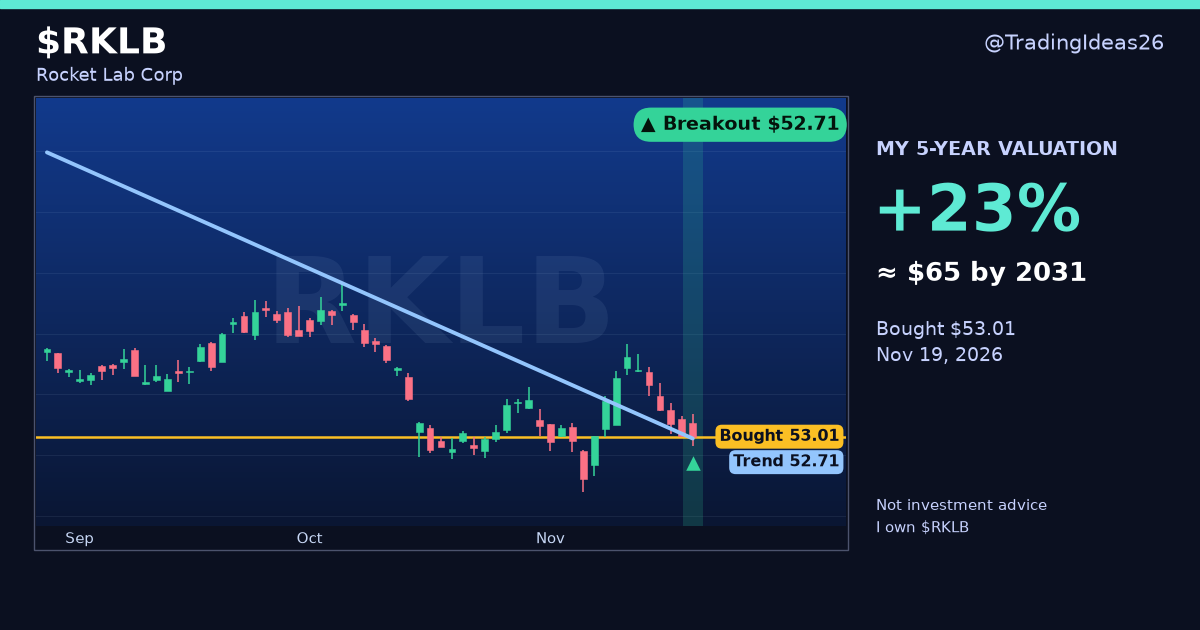 $RKLB
Rocket Lab Corp
@TradingIdeas26
▲ Breakout $52.71
RKLB
Bought 53.01
Trend 52.71
Sep Oct Nov
MY 5-YEAR VALUATION
+23%
≈ $65 by 2031
Bought $53.01
Nov 19, 2026
Not investment advice
I own $RKLB